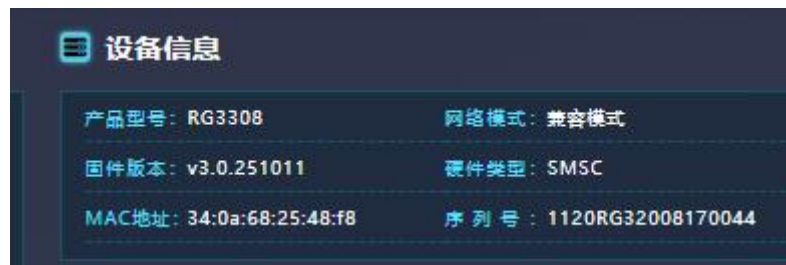 设备信息
产品型号: RG3308 网络模式: 兼容模式
固件版本: v3.0.251011 硬件类型: SMSC
MAC地址: 34:0a:68:25:48:f8 序 列 号 : 1120RG32008170044